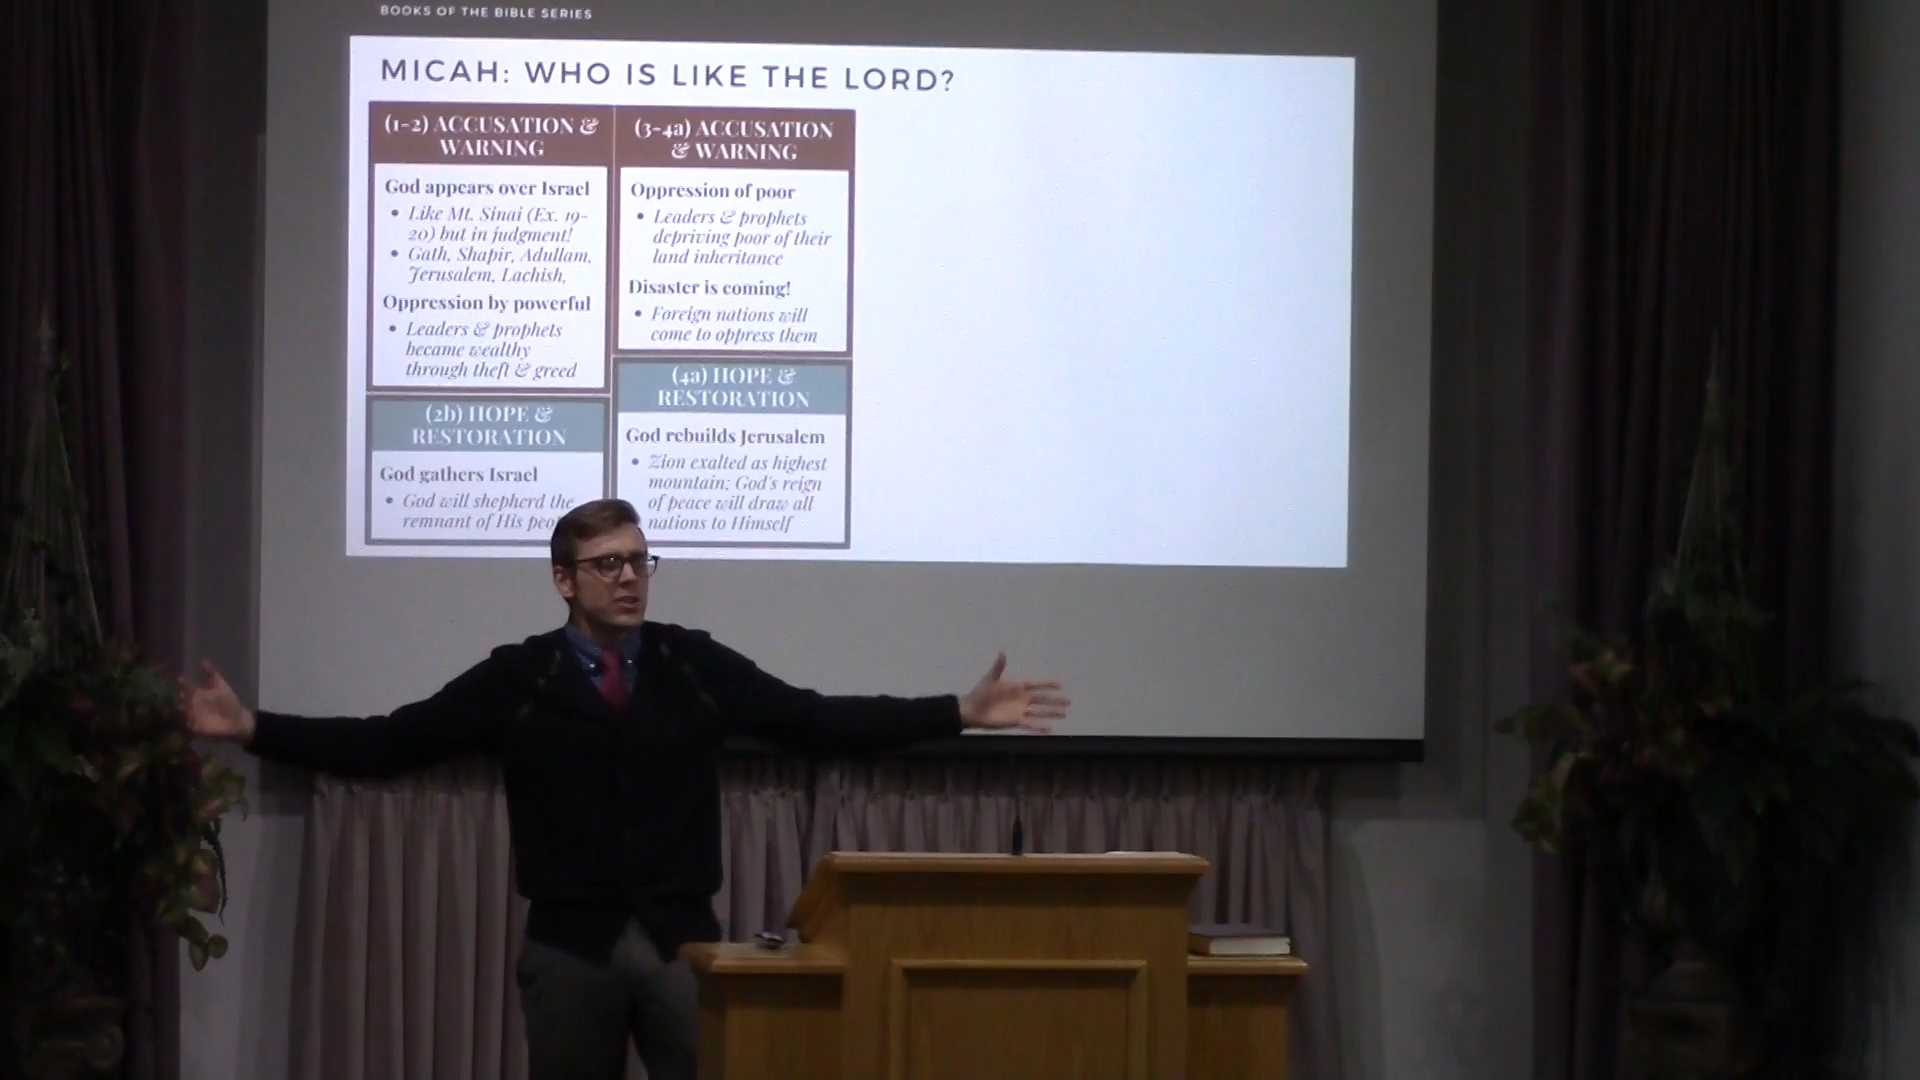 BOOKS OF THE BIBLE SERIES
MICAH: WHO IS LIKE THE LORD?
(1-2) ACCUSATION &
WARNING
God appears over Israel
• Like Mt. Sinai (Ex. 19-
20) but in judgment!
• Gath, Shapir, Adullam,
Jerusalem, Lachish,
Oppression by powerful
• Leaders & prophets
became wealthy
through theft & greed
(2b) HOPE &
RESTORATION
God gathers Israel
• God will shepherd the
remnant of His
(3-4a) ACCUSATION
& WARNING
Oppression of poor
• Leaders & prophets
depriving poor of their
land inheritance
Disaster is coming!
• Foreign nations will
come to oppress them
(4a) HOPE &
RESTORATION
God rebuilds Jerusalem
• Zion exalted as highest
mountain; God's reign
of peace will draw all
nations to Himself